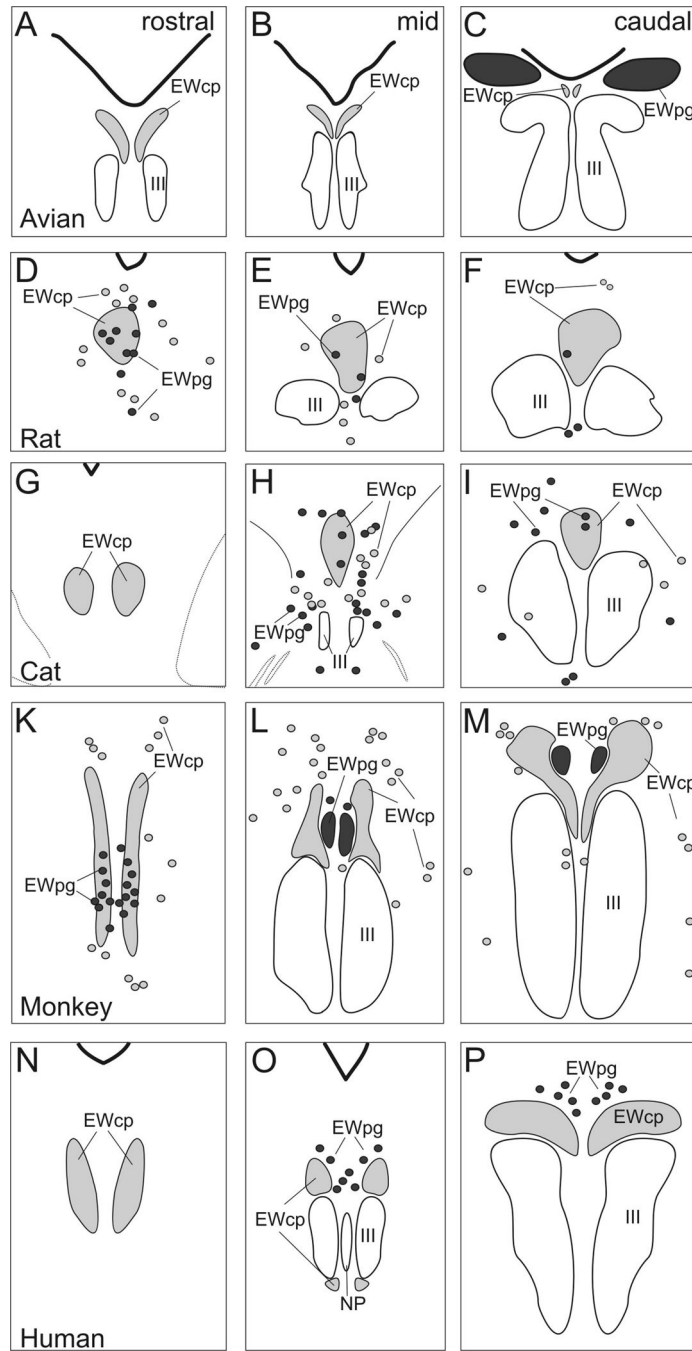 A rostral
EWcp
III
Avian
B mid
EWcp
III
C caudal
EWcp
EWpg
III
D
EWcp
EWpg
Rat
E
EWpg
EWcp
III
F
EWcp
III
G
EWcp
Cat
H
EWcp
EWpg
III
I
EWpg
EWcp
III
K
EWcp
EWpg
Monkey
L
EWpg
EWcp
III
M
EWpg
EWcp
III
N
EWcp
Human
O
EWpg
EWcp
III
NP
P
EWpg
EWcp
III